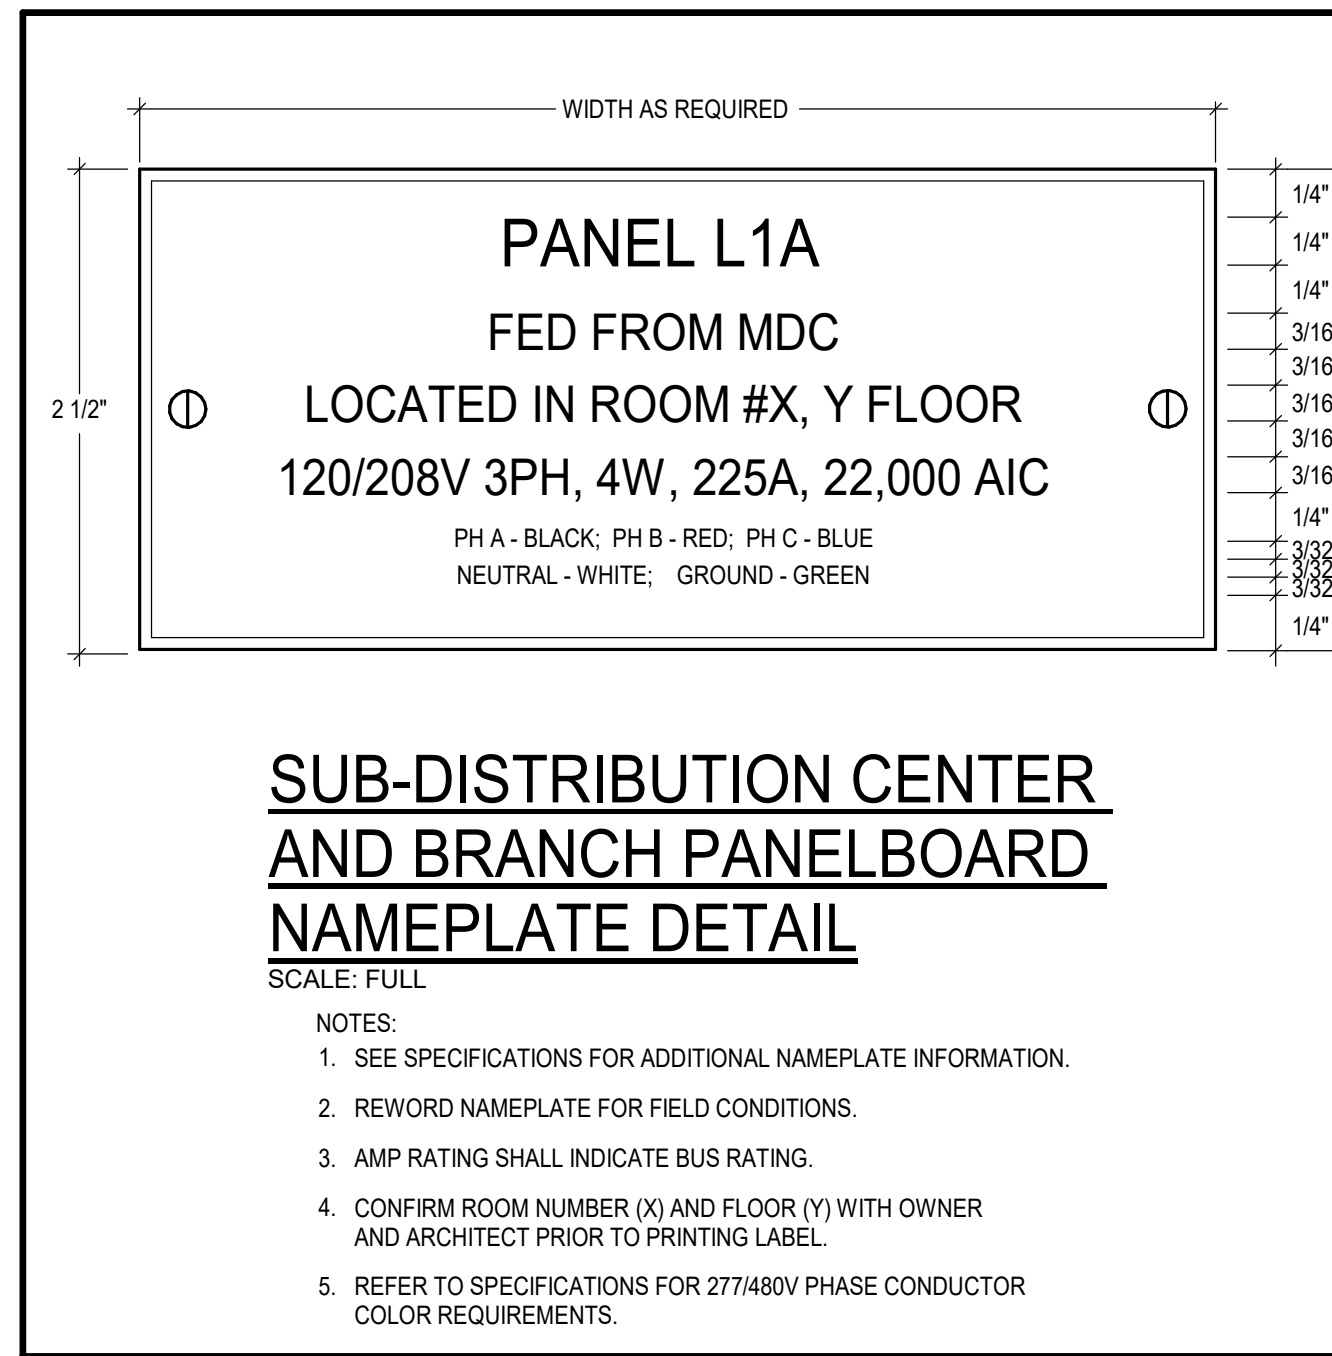 WIDTH AS REQUIRED
2 1/2"
PANEL L1A
FED FROM MDC
LOCATED IN ROOM #X, Y FLOOR
120/208V 3PH, 4W, 225A, 22,000 AIC
PH A - BLACK; PH B - RED; PH C - BLUE
NEUTRAL - WHITE; GROUND - GREEN
1/4"
1/4"
1/4"
3/16
3/16
3/16
3/16
3/16
1/4"
3/32
3/32
3/32
1/4"
SUB-DISTRIBUTION CENTER
AND BRANCH PANELBOARD
NAMEPLATE DETAIL
SCALE: FULL
NOTES:
1. SEE SPECIFICATIONS FOR ADDITIONAL NAMEPLATE INFORMATION.
2. REWORD NAMEPLATE FOR FIELD CONDITIONS.
3. AMP RATING SHALL INDICATE BUS RATING.
4. CONFIRM ROOM NUMBER (X) AND FLOOR (Y) WITH OWNER
AND ARCHITECT PRIOR TO PRINTING LABEL.
5. REFER TO SPECIFICATIONS FOR 277/480V PHASE CONDUCTOR
COLOR REQUIREMENTS.